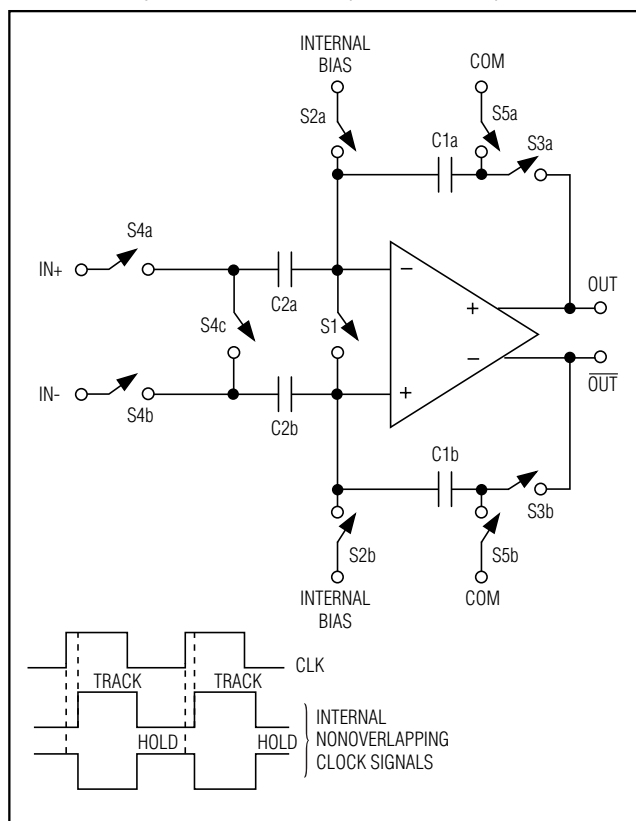 INTERNAL
BIAS
COM
S2a
S5a
C1a
S3a
S4a
IN+
C2a
−
S4c
S1
+
OUT
−
OUT
IN-
S4b
C2b
+
C1b
S3b
S2b
S5b
INTERNAL
BIAS
COM
CLK
TRACK TRACK
HOLD HOLD
INTERNAL
NONOVERLAPPING
CLOCK SIGNALS